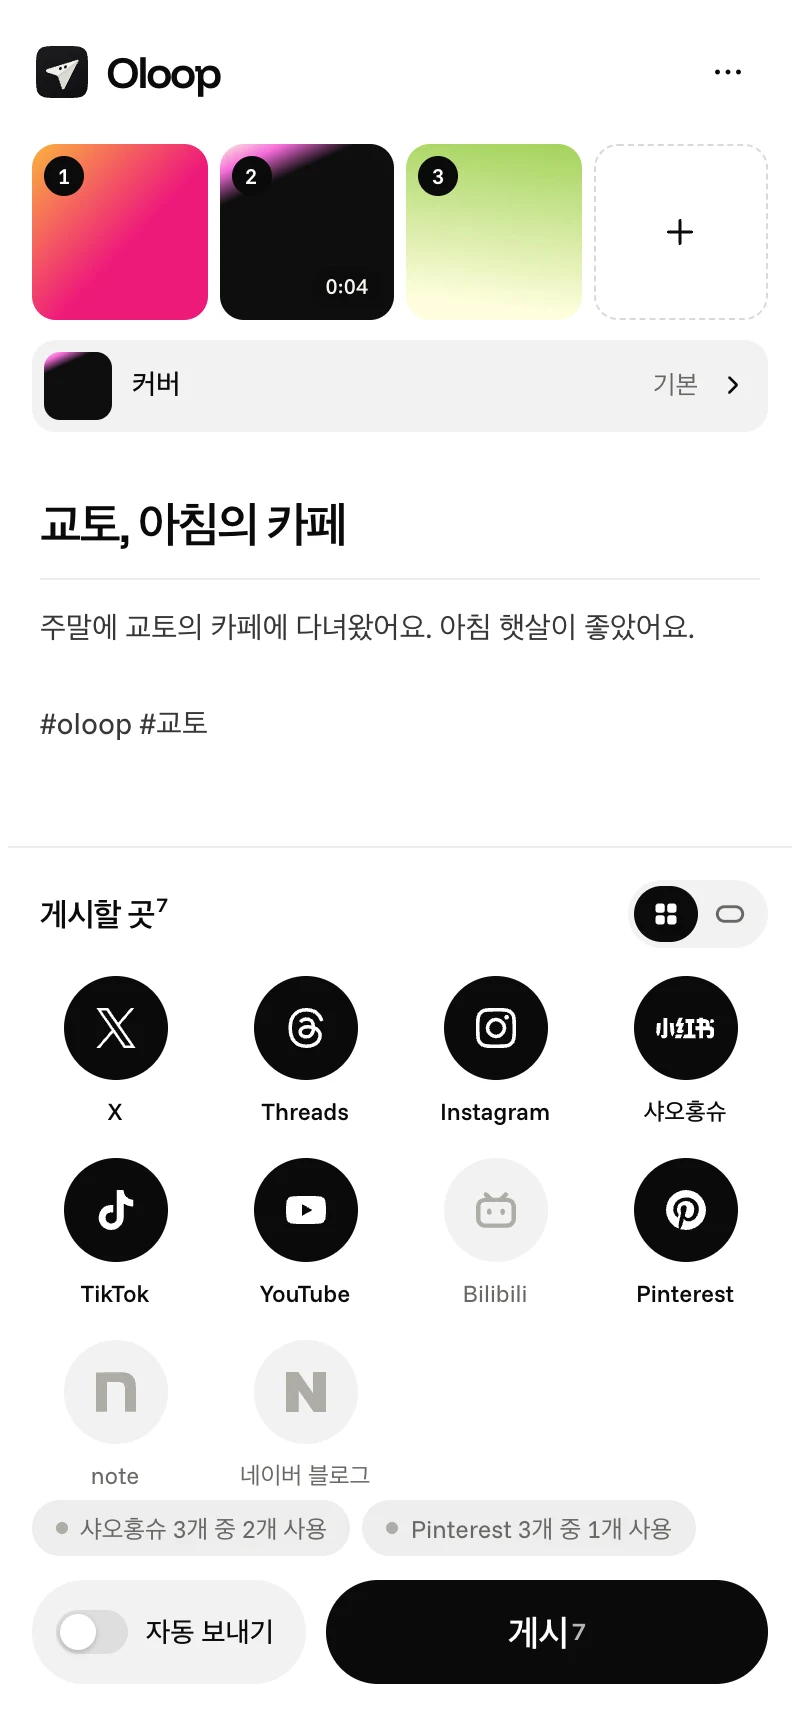 Oloop
1
2
0:04
3
커버
기본
교토, 아침의 카페
주말에 교토의 카페에 다녀왔어요. 아침 햇살이 좋았어요.
#oloop #교토
게시할 곳7
小红书
X
Threads
Instagram
샤오홍슈
TikTok
YouTube
Bilibili
Pinterest
note
네이버 블로그
샤오홍슈 3개 중 2개 사용
Pinterest 3개 중 1개 사용
자동 보내기
게시7